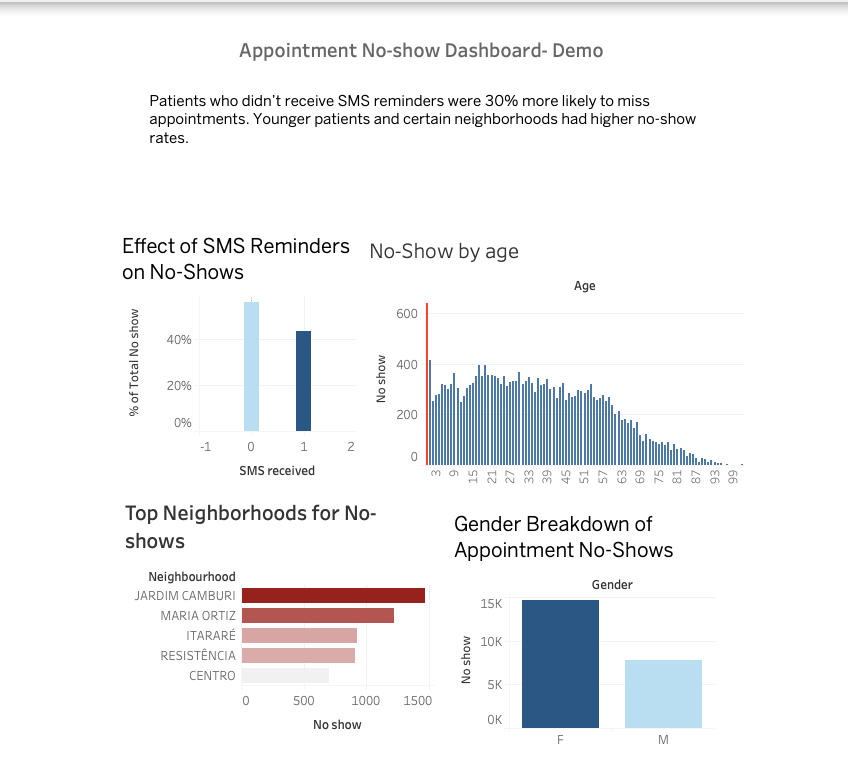 Appointment No-show Dashboard- Demo
Patients who didn't receive SMS reminders were 30% more likely to miss
appointments. Younger patients and certain neighborhoods had higher no-show
rates.
Effect of SMS Reminders
on No-Shows
% of Total No show
40%
20%
0%
-1 0 1 2
SMS received
No-Show by age
Age
No show
600
400
200
0
3 9 15 21 27 33 39 45 51 57 63 69 75 81 87 93 99
Top Neighborhoods for No-
shows
Neighbourhood
JARDIM CAMBURI
MARIA ORTIZ
ITARARÉ
RESISTÊNCIA
CENTRO
0 500 1000 1500
No show
Gender Breakdown of
Appointment No-Shows
Gender
No show
15K
10K
5K
0K
F M